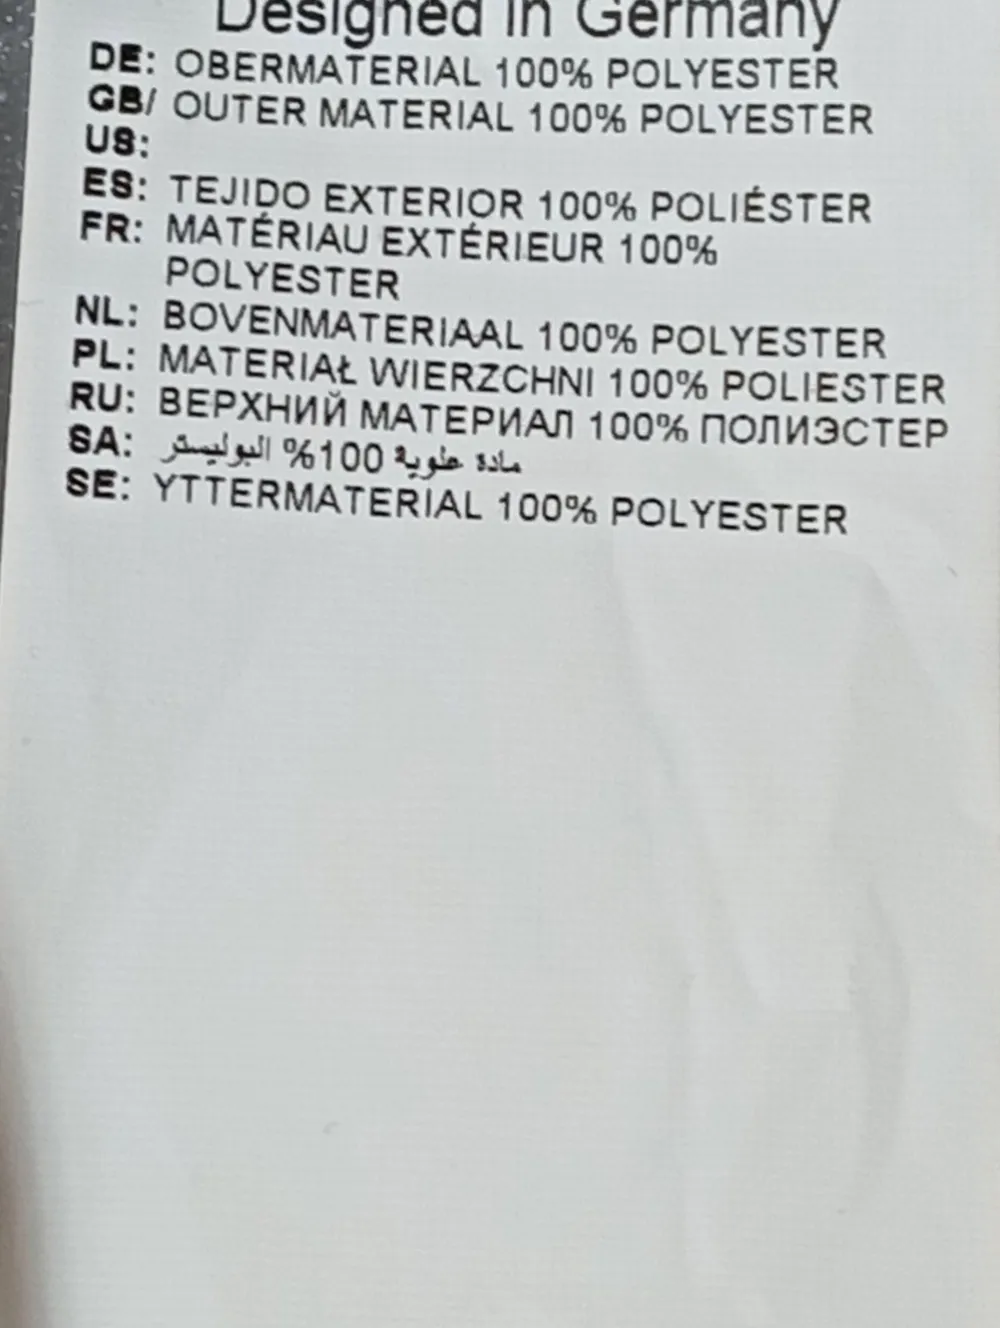 Designed in Germany
DE: OBERMATERIAL 100% POLYESTER
GB/ OUTER MATERIAL 100% POLYESTER
US:
ES: TEJIDO EXTERIOR 100% POLIÉSTER
FR: MATÉRIAU EXTÉRIEUR 100%
POLYESTER
NL: BOVENMATERIAAL 100% POLYESTER
PL: MATERIAŁ WIERZCHNI 100% POLIESTER
RU: ВЕРХНИЙ МАТЕРИАЛ 100% ПОЛИЭСТЕР
SA: مادة علوية 100% البوليستر
SE: YTTERMATERIAL 100% POLYESTER